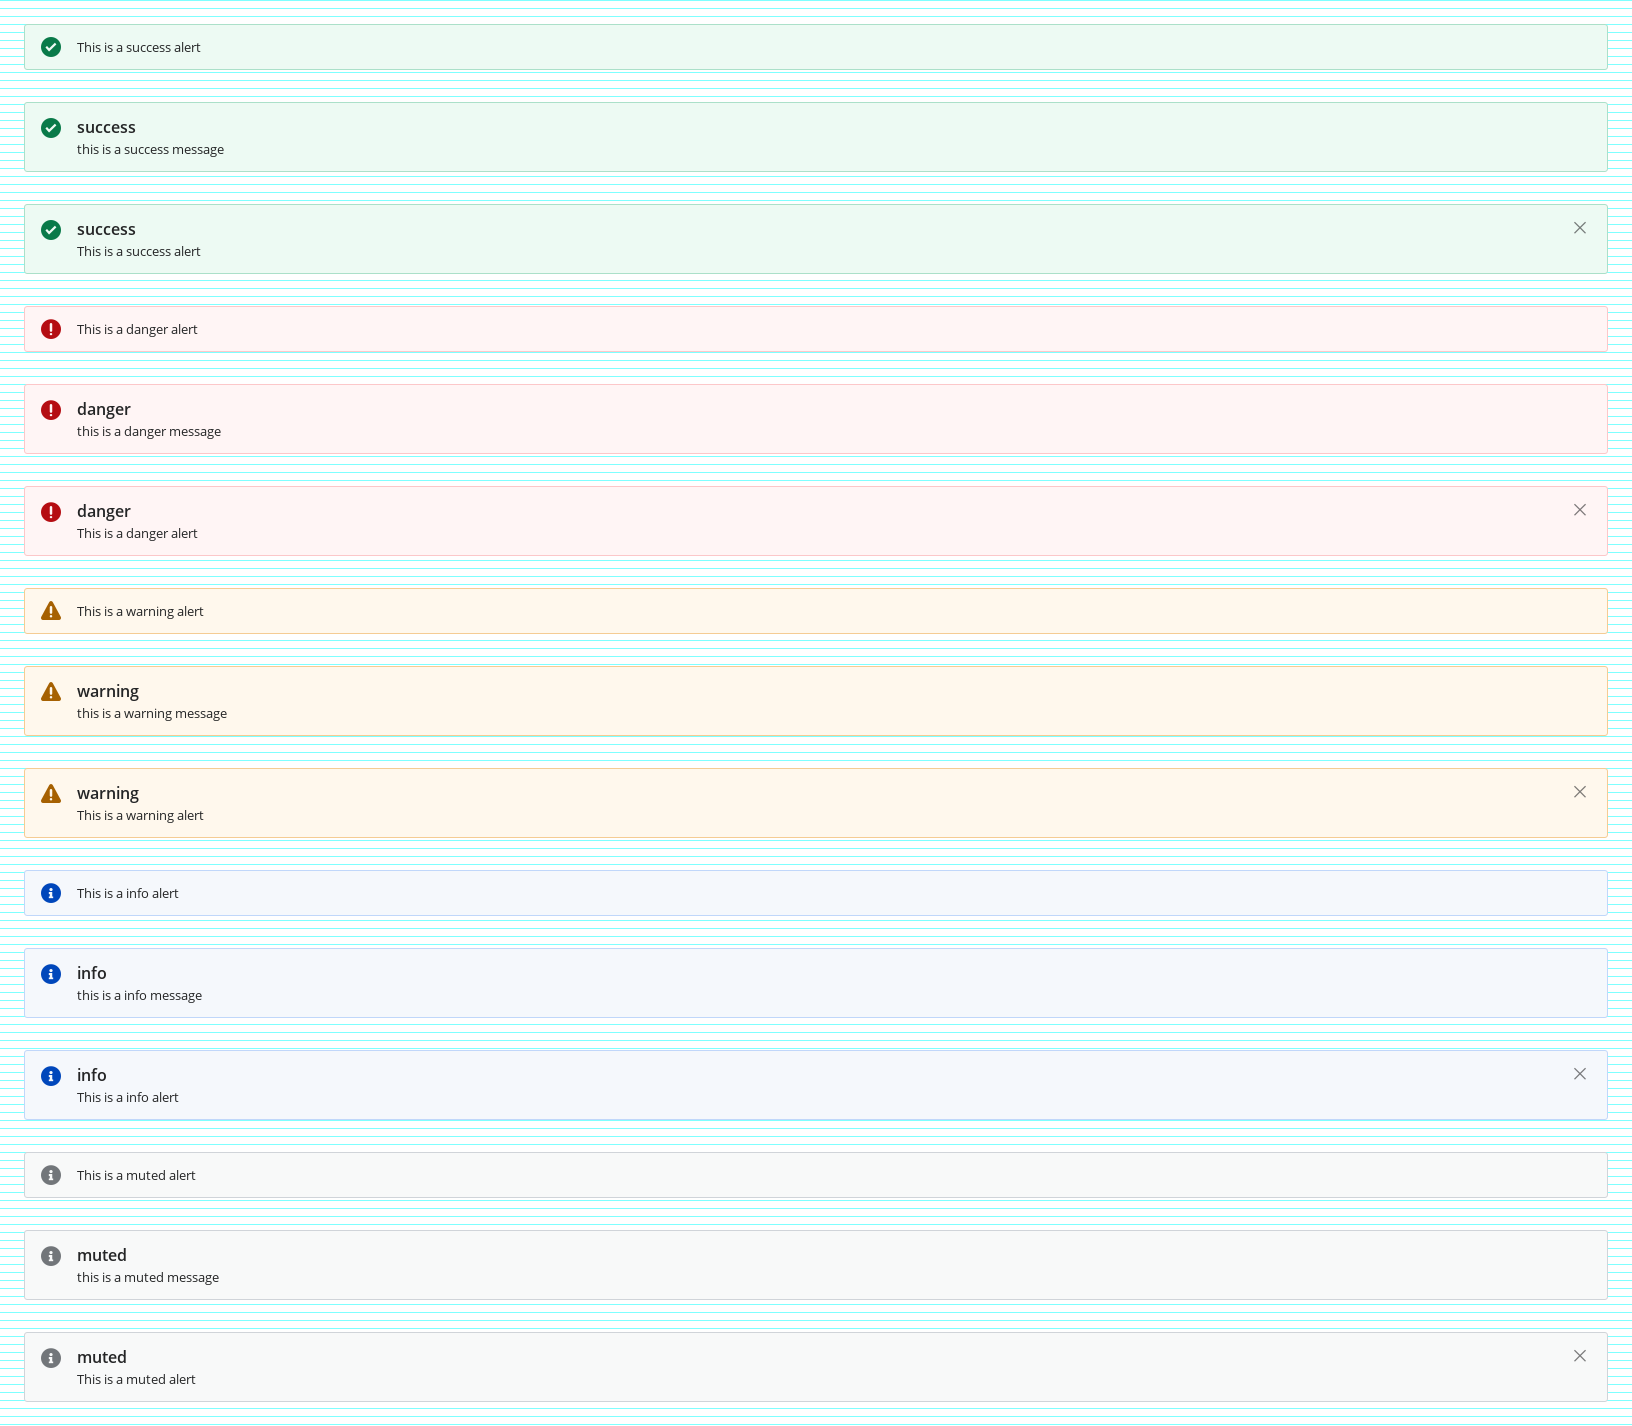 This is a success alert
success
this is a success message
success
This is a success alert
This is a danger alert
danger
this is a danger message
danger
This is a danger alert
This is a warning alert
warning
this is a warning message
warning
This is a warning alert
This is a info alert
info
this is a info message
info
This is a info alert
This is a muted alert
muted
this is a muted message
muted
This is a muted alert